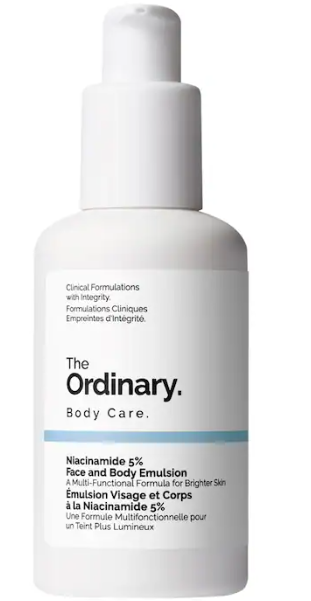 Clinical Formulations
with Integrity.
Formulations Cliniques
Empreintes d'Intégrité.
The
Ordinary.
Body Care.
Niacinamide 5%
Face and Body Emulsion
A Multi-Functional Formula for Brighter Skin
Émulsion Visage et Corps
à la Niacinamide 5%
Une Formule Multifonctionnelle pour
un Teint Plus Lumineux